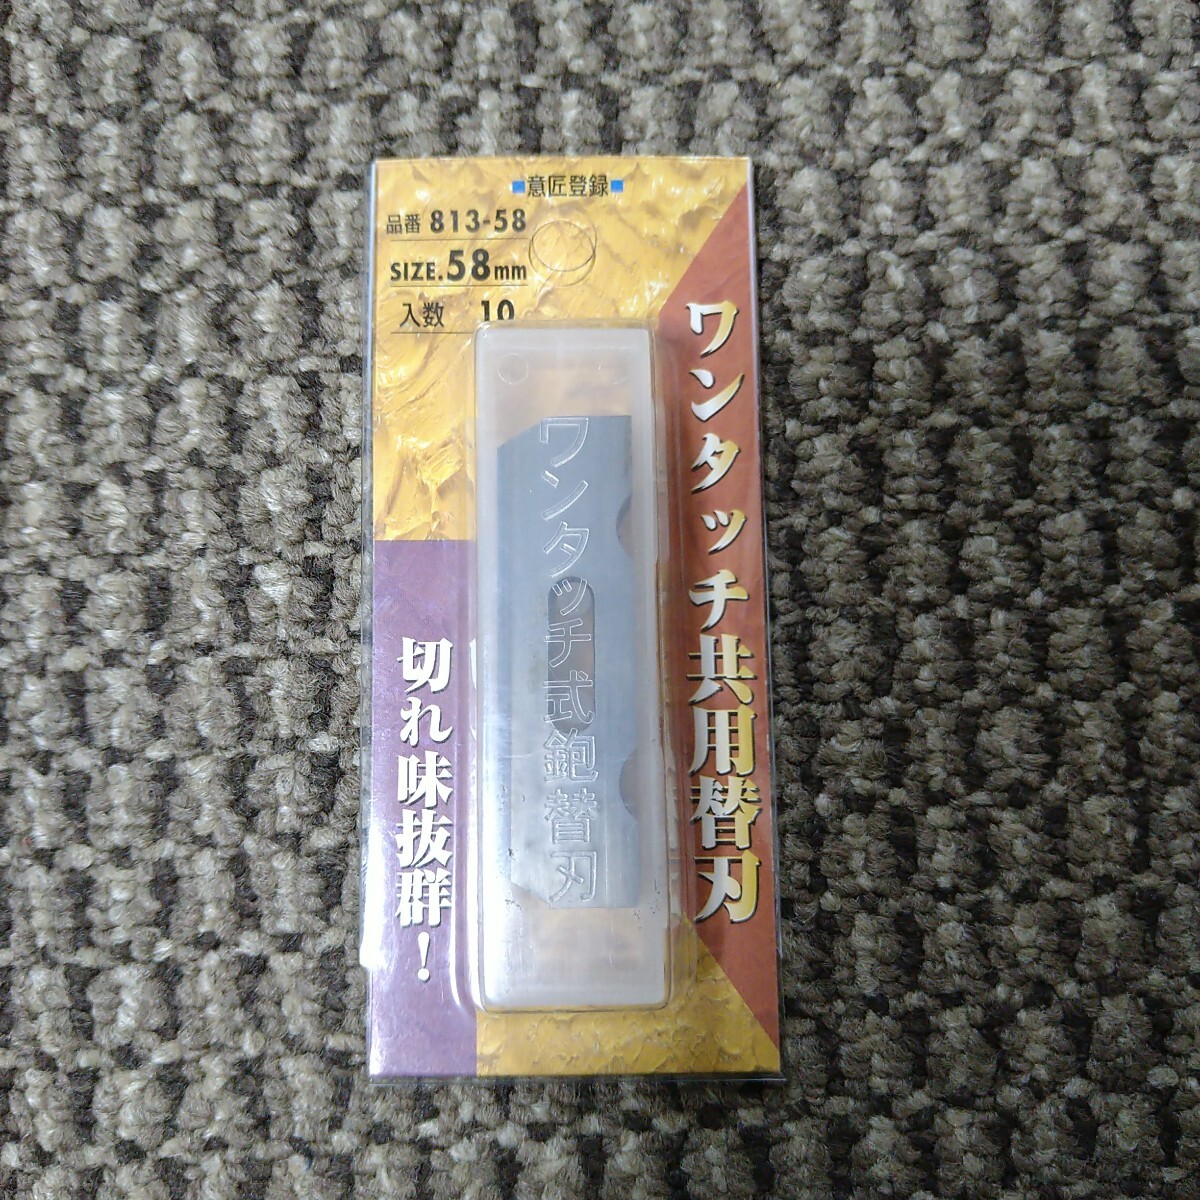 ■意匠登録■
品番 813-58
SIZE.58mm
入数 10
ワンタッチ共用替刃
ワンタッチ式鉋替刃
切れ味抜群!